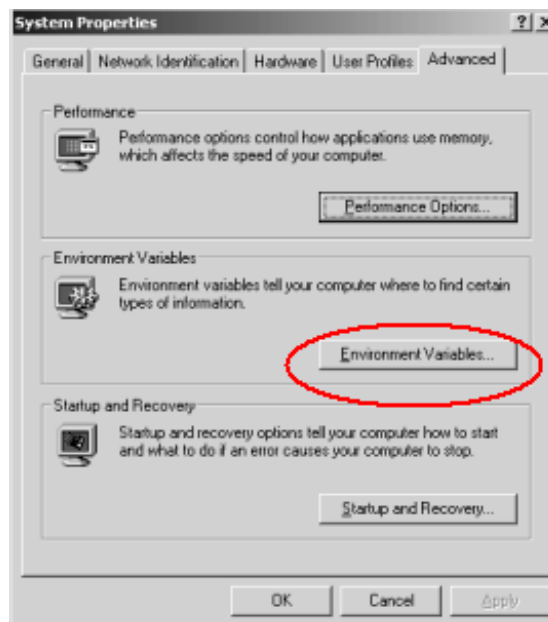 System Properties
General Network Identification Hardware User Profiles Advanced
Performance
Performance options control how applications use memory,
which affects the speed of your computer.
Performance Options...
Environment Variables
Environment variables tell your computer where to find certain
types of information.
Environment Variables...
Startup and Recovery
Startup and recovery options tell your computer how to start
and what to do if an error causes your computer to stop.
Startup and Recovery...
OK Cancel Apply